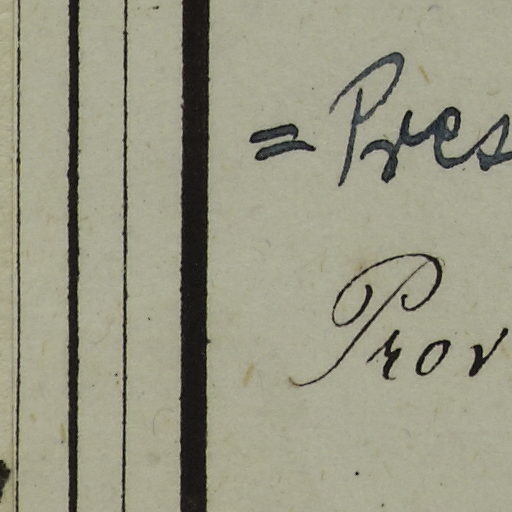 = Pres
Prov